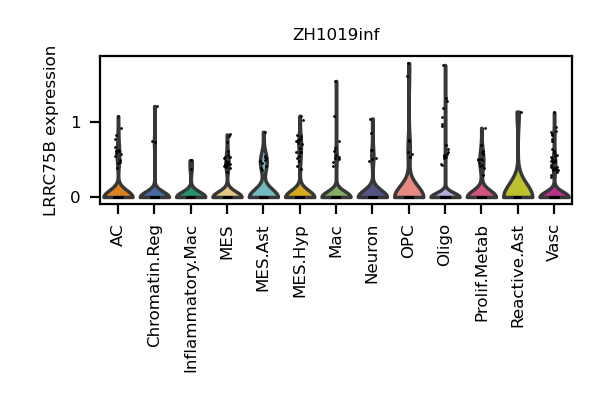 ZH1019inf
LRRC75B expression
1
0
AC
Chromatin.Reg
Inflammatory.Mac
MES
MES.Ast
MES.Hyp
Mac
Neuron
OPC
Oligo
Prolif.Metab
Reactive.Ast
Vasc